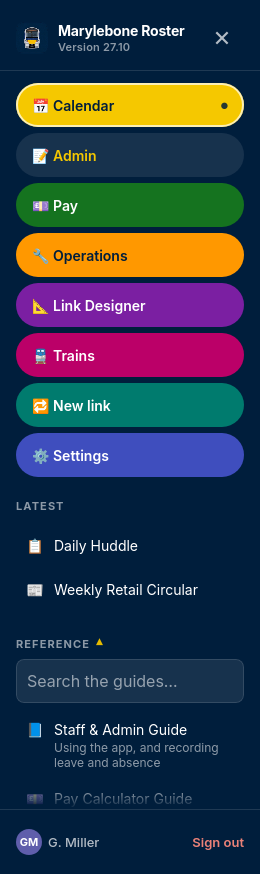 Marylebone Roster
Version 27.10
Calendar
Admin
Pay
Operations
Link Designer
Trains
New link
Settings
LATEST
Daily Huddle
Weekly Retail Circular
REFERENCE
Search the guides...
Staff & Admin Guide
Using the app, and recording
leave and absence
Pay Calculator Guide
GM G. Miller Sign out